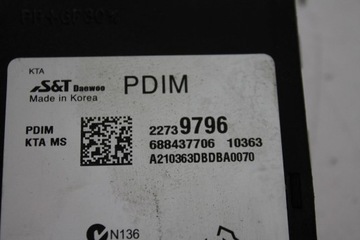 KTA
S&T Daewoo PDIM
Made in Korea
PDIM 22739796
KTA MS 688437706 10363
A210363DBDBA0070
N136